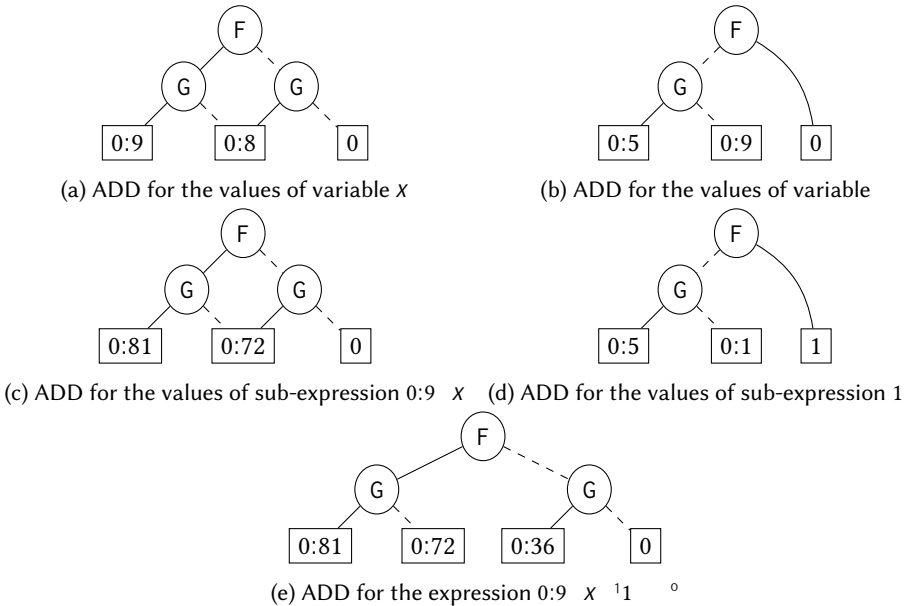 F F
G G G
0:9 0:8 0 0:5 0:9 0
(a) ADD for the values of variable x (b) ADD for the values of variable
F F
G G G
0:81 0:72 0 0:5 0:1 1
(c) ADD for the values of sub-expression 0:9 x (d) ADD for the values of sub-expression 1
F
G G
0:81 0:72 0:36 0
(e) ADD for the expression 0:9 x ¹1 º